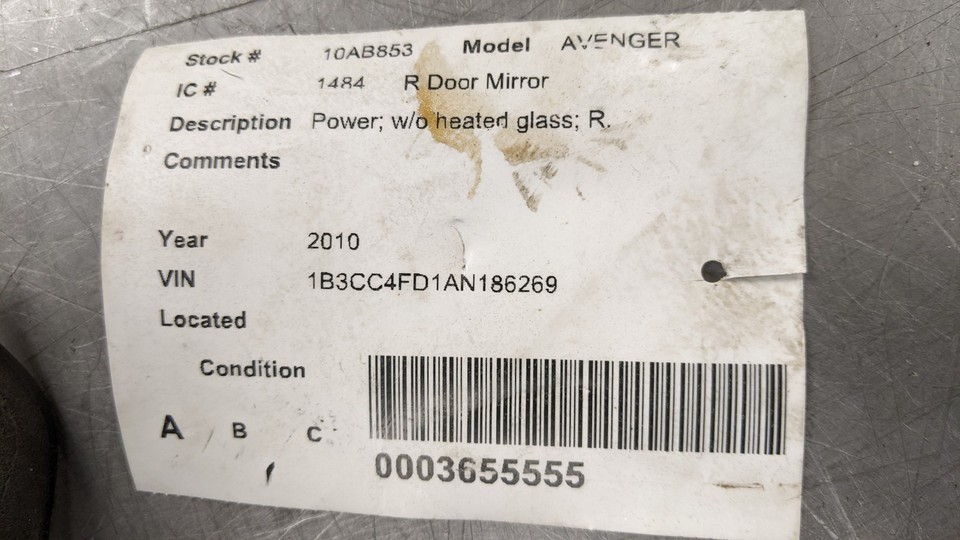 Stock # 10AB853 Model AVENGER
IC # 1484 R Door Mirror
Description Power; w/o heated glass; R.
Comments
Year 2010
VIN 1B3CC4FD1AN186269
Located
Condition
A B C
0003655555